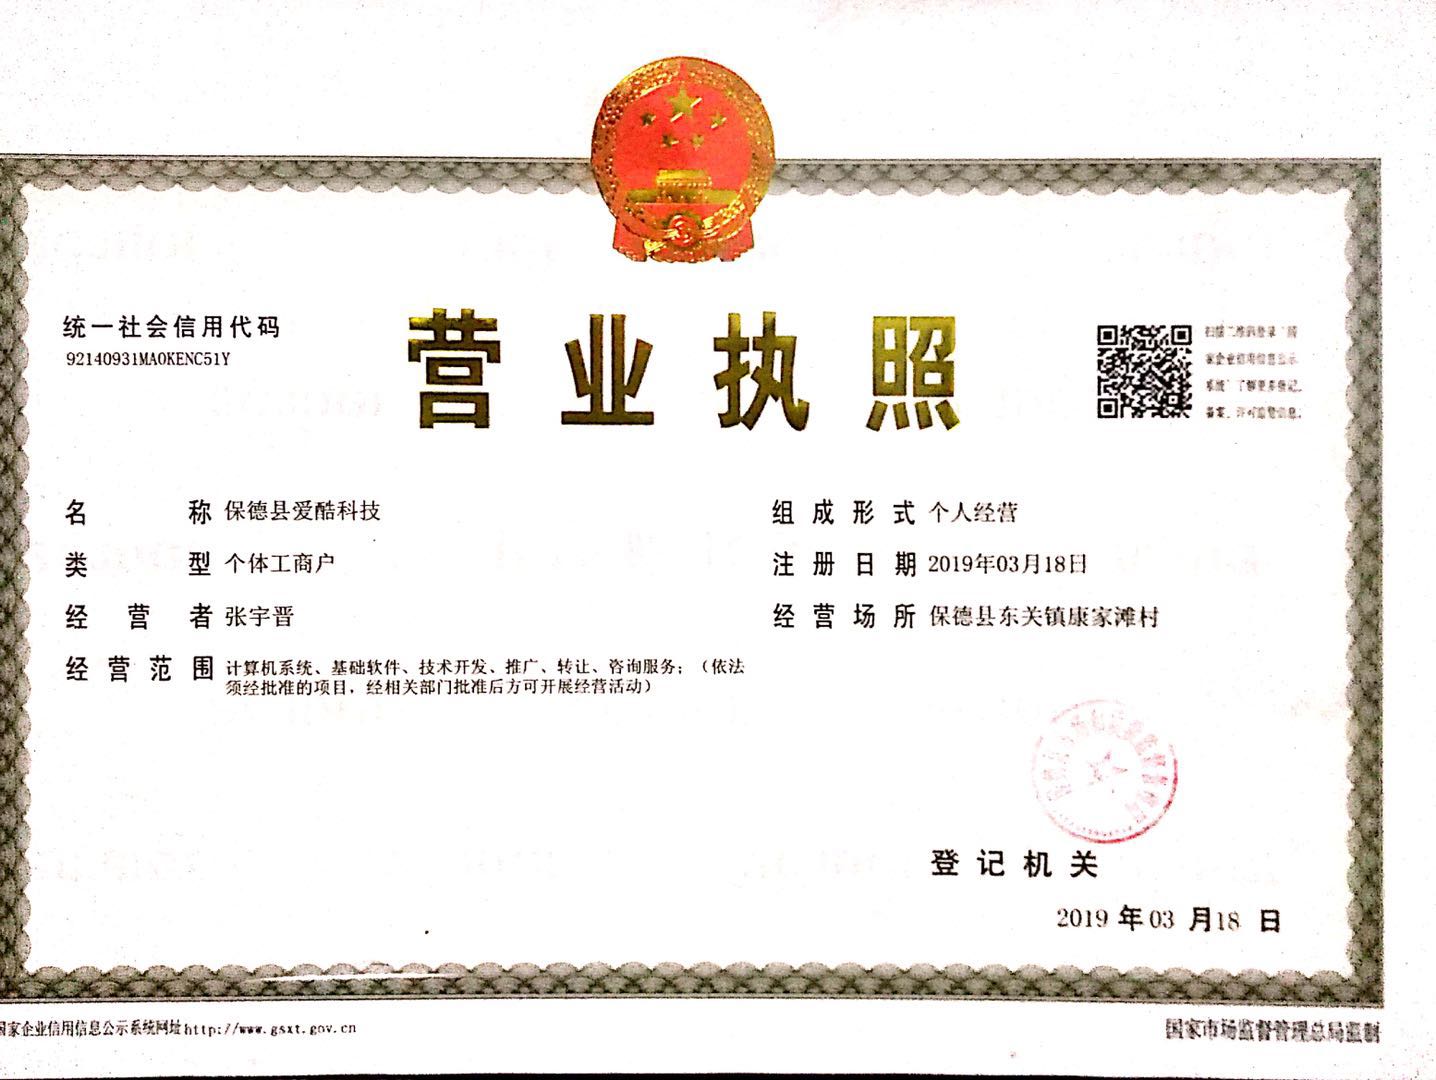 统一社会信用代码
92140931MA0KENC51Y
营业执照
扫描二维码登录‘国
家企业信用信息公示
系统’了解更多登记、
备案、许可监管信息。
名称 保德县爱酷科技
类型 个体工商户
经营者 张宇晋
经营范围 计算机系统、基础软件、技术开发、推广、转让、咨询服务；（依法
须经批准的项目，经相关部门批准后方可开展经营活动）
组成形式 个人经营
注册日期 2019年03月18日
经营场所 保德县东关镇康家滩村
登记机关
2019 年 03 月 18 日
国家企业信用信息公示系统网址http://www.gsxt.gov.cn
国家市场监督管理总局监制